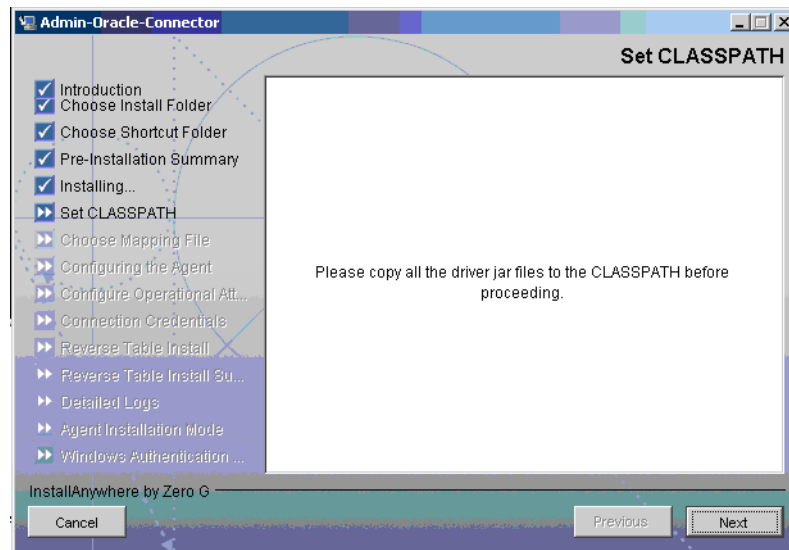 Admin-Oracle-Connector
Set CLASSPATH
Introduction
Choose Install Folder
Choose Shortcut Folder
Pre-Installation Summary
Installing...
Set CLASSPATH
Choose Mapping File
Configuring the Agent
Configure Operational Att...
Connection Credentials
Reverse Table Install
Reverse Table Install Su...
Detailed Logs
Agent Installation Mode
Windows Authentication ...
Please copy all the driver jar files to the CLASSPATH before
proceeding.
InstallAnywhere by Zero G
Cancel
Previous
Next